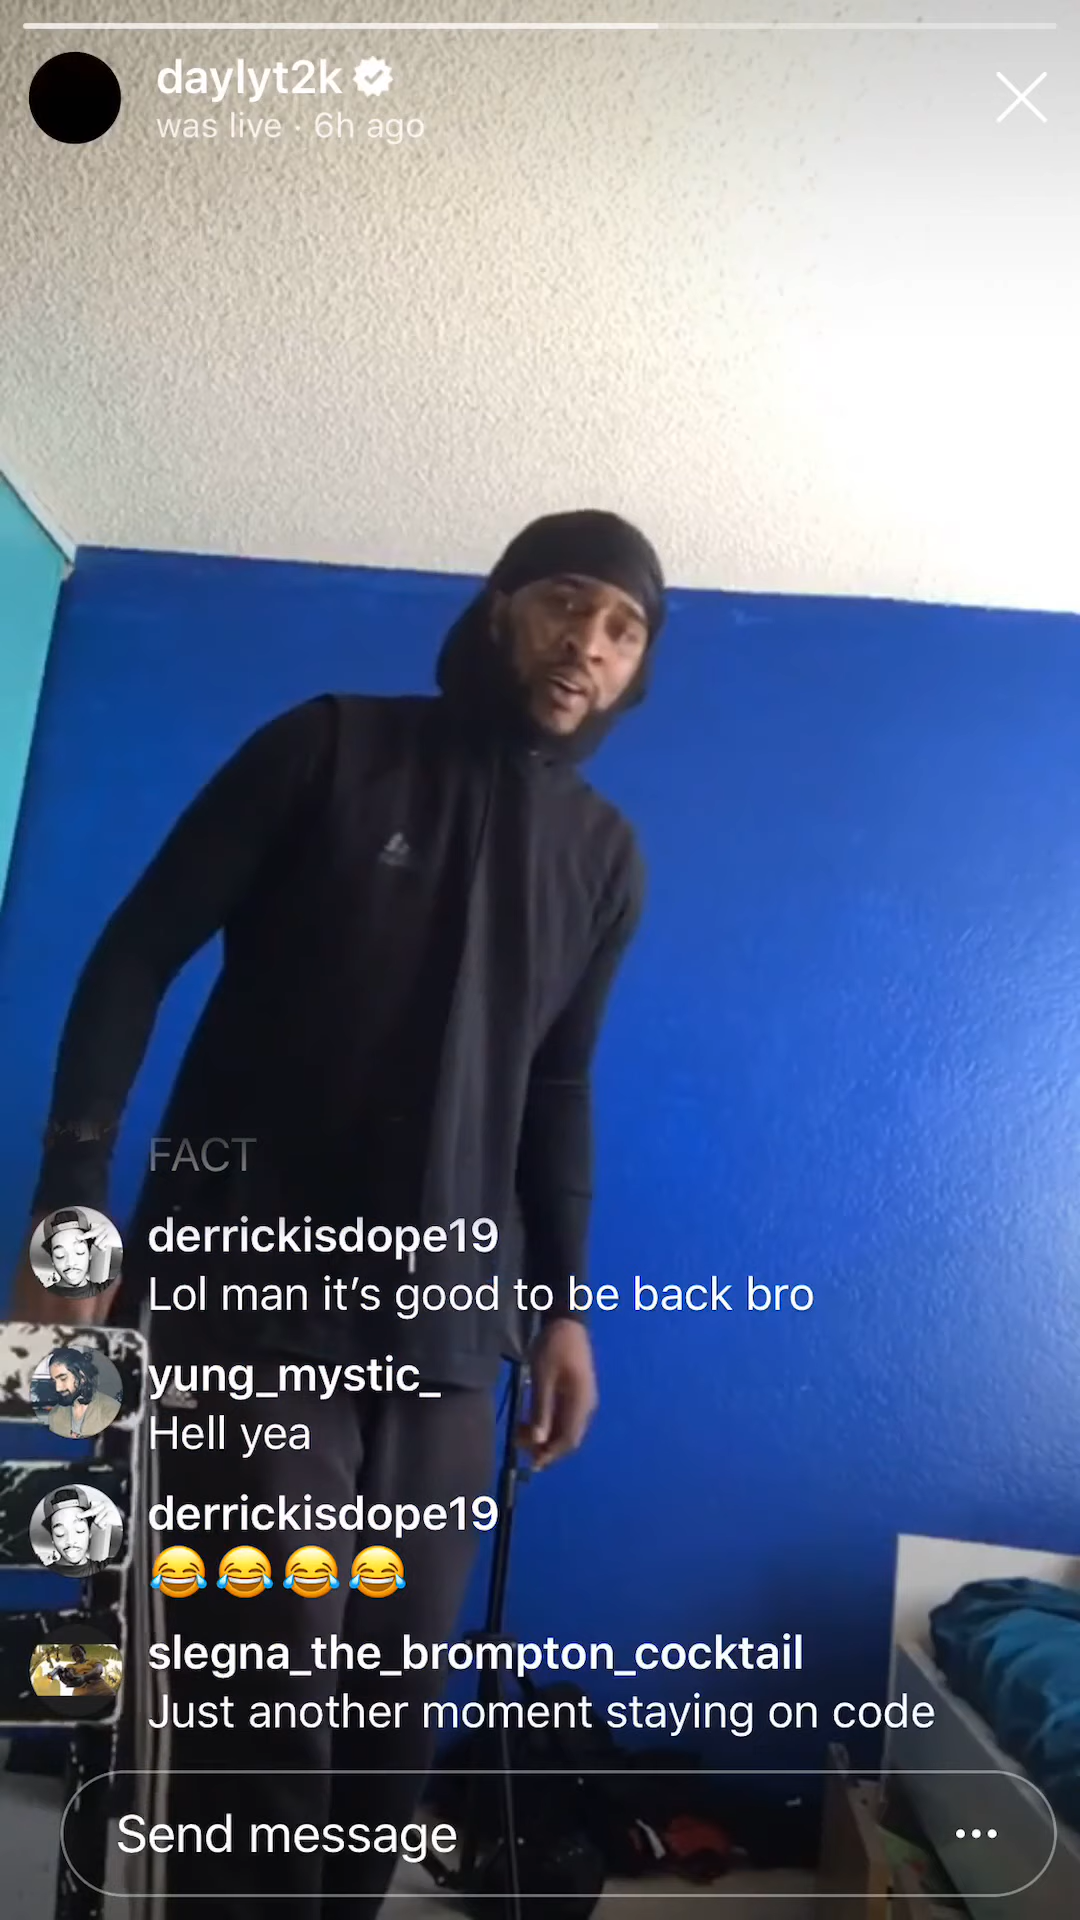 daylyt2k
was live · 6h ago
FACT
derrickisdope19
Lol man it’s good to be back bro
yung_mystic_
Hell yea
derrickisdope19
😂😂😂😂
slegna_the_brompton_cocktail
Just another moment staying on code
Send message